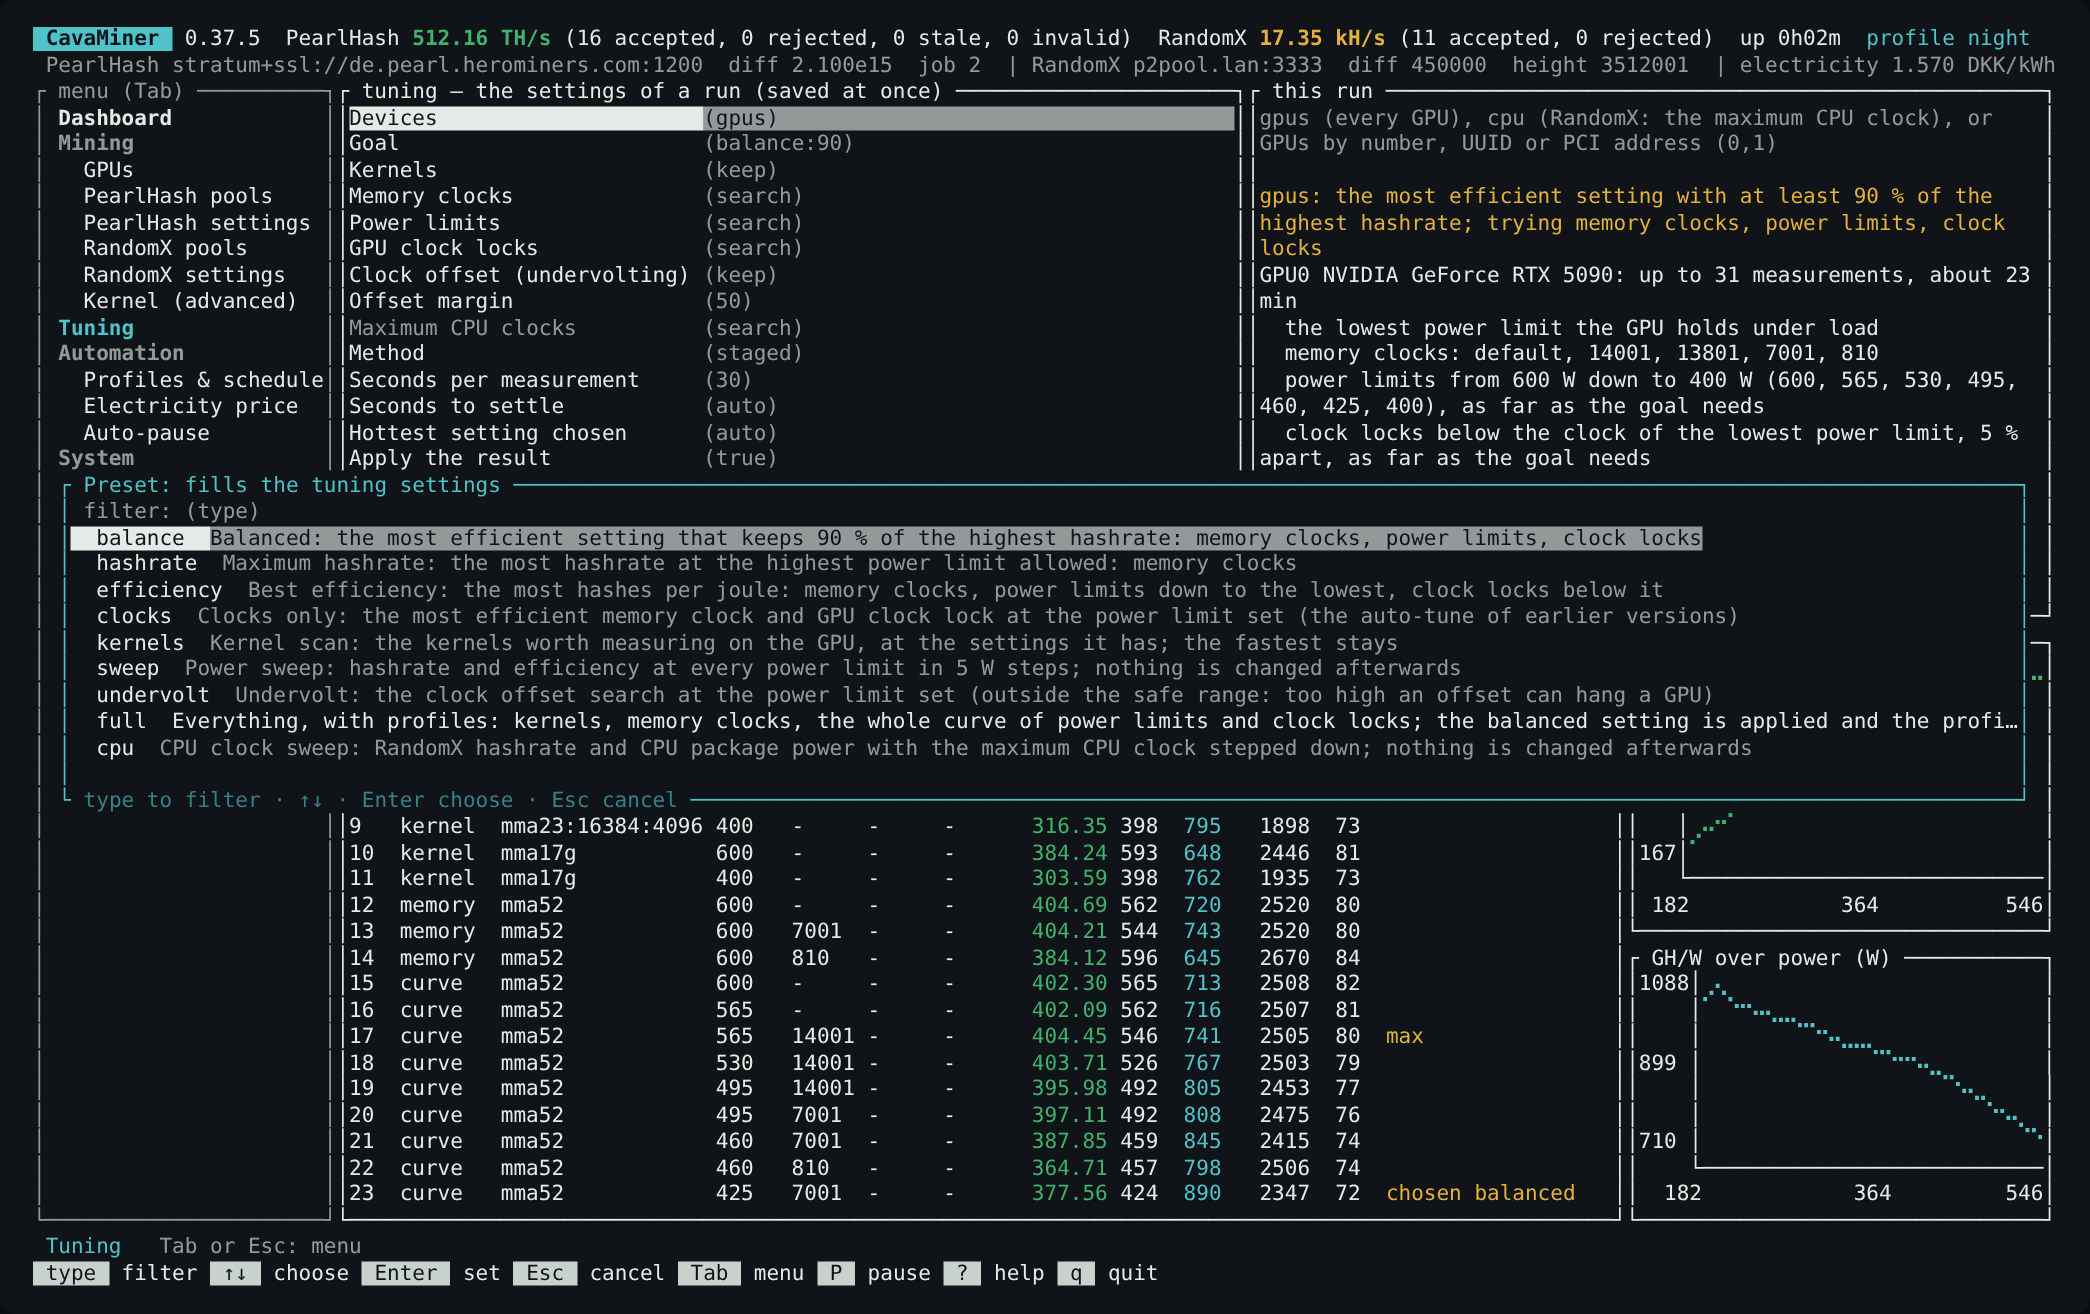 CavaMiner 0.37.5 PearlHash 512.16 TH/s (16 accepted, 0 rejected, 0 stale, 0 invalid) RandomX 17.35 kH/s (11 accepted, 0 rejected) up 0h02m profile night
PearlHash stratum+ssl://de.pearl.herominers.com:1200 diff 2.100e15 job 2 | RandomX p2pool.lan:3333 diff 450000 height 3512001 | electricity 1.570 DKK/kWh
menu (Tab)
Dashboard
Mining
GPUs
PearlHash pools
PearlHash settings
RandomX pools
RandomX settings
Kernel (advanced)
Tuning
Automation
Profiles & schedule
Electricity price
Auto-pause
System
tuning — the settings of a run (saved at once)
Devices (gpus)
Goal (balance:90)
Kernels (keep)
Memory clocks (search)
Power limits (search)
GPU clock locks (search)
Clock offset (undervolting) (keep)
Offset margin (50)
Maximum CPU clocks (search)
Method (staged)
Seconds per measurement (30)
Seconds to settle (auto)
Hottest setting chosen (auto)
Apply the result (true)
this run
gpus (every GPU), cpu (RandomX: the maximum CPU clock), or
GPUs by number, UUID or PCI address (0,1)
gpus: the most efficient setting with at least 90 % of the
highest hashrate; trying memory clocks, power limits, clock
locks
GPU0 NVIDIA GeForce RTX 5090: up to 31 measurements, about 23
min
the lowest power limit the GPU holds under load
memory clocks: default, 14001, 13801, 7001, 810
power limits from 600 W down to 400 W (600, 565, 530, 495,
460, 425, 400), as far as the goal needs
clock locks below the clock of the lowest power limit, 5 %
apart, as far as the goal needs
Preset: fills the tuning settings
filter: (type)
balance Balanced: the most efficient setting that keeps 90 % of the highest hashrate: memory clocks, power limits, clock locks
hashrate Maximum hashrate: the most hashrate at the highest power limit allowed: memory clocks
efficiency Best efficiency: the most hashes per joule: memory clocks, power limits down to the lowest, clock locks below it
clocks Clocks only: the most efficient memory clock and GPU clock lock at the power limit set (the auto-tune of earlier versions)
kernels Kernel scan: the kernels worth measuring on the GPU, at the settings it has; the fastest stays
sweep Power sweep: hashrate and efficiency at every power limit in 5 W steps; nothing is changed afterwards
undervolt Undervolt: the clock offset search at the power limit set (outside the safe range: too high an offset can hang a GPU)
full Everything, with profiles: kernels, memory clocks, the whole curve of power limits and clock locks; the balanced setting is applied and the profi…
cpu CPU clock sweep: RandomX hashrate and CPU package power with the maximum CPU clock stepped down; nothing is changed afterwards
type to filter · ↑↓ · Enter choose · Esc cancel
9 kernel mma23:16384:4096 400 - - - 316.35 398 795 1898 73
10 kernel mma17g 600 - - - 384.24 593 648 2446 81
11 kernel mma17g 400 - - - 303.59 398 762 1935 73
12 memory mma52 600 - - - 404.69 562 720 2520 80
13 memory mma52 600 7001 - - 404.21 544 743 2520 80
14 memory mma52 600 810 - - 384.12 596 645 2670 84
15 curve mma52 600 - - - 402.30 565 713 2508 82
16 curve mma52 565 - - - 402.09 562 716 2507 81
17 curve mma52 565 14001 - - 404.45 546 741 2505 80 max
18 curve mma52 530 14001 - - 403.71 526 767 2503 79
19 curve mma52 495 14001 - - 395.98 492 805 2453 77
20 curve mma52 495 7001 - - 397.11 492 808 2475 76
21 curve mma52 460 7001 - - 387.85 459 845 2415 74
22 curve mma52 460 810 - - 364.71 457 798 2506 74
23 curve mma52 425 7001 - - 377.56 424 890 2347 72 chosen balanced
167
182 364 546
GH/W over power (W)
1088
899
710
182 364 546
Tuning Tab or Esc: menu
type filter ↑↓ choose Enter set Esc cancel Tab menu P pause ? help q quit